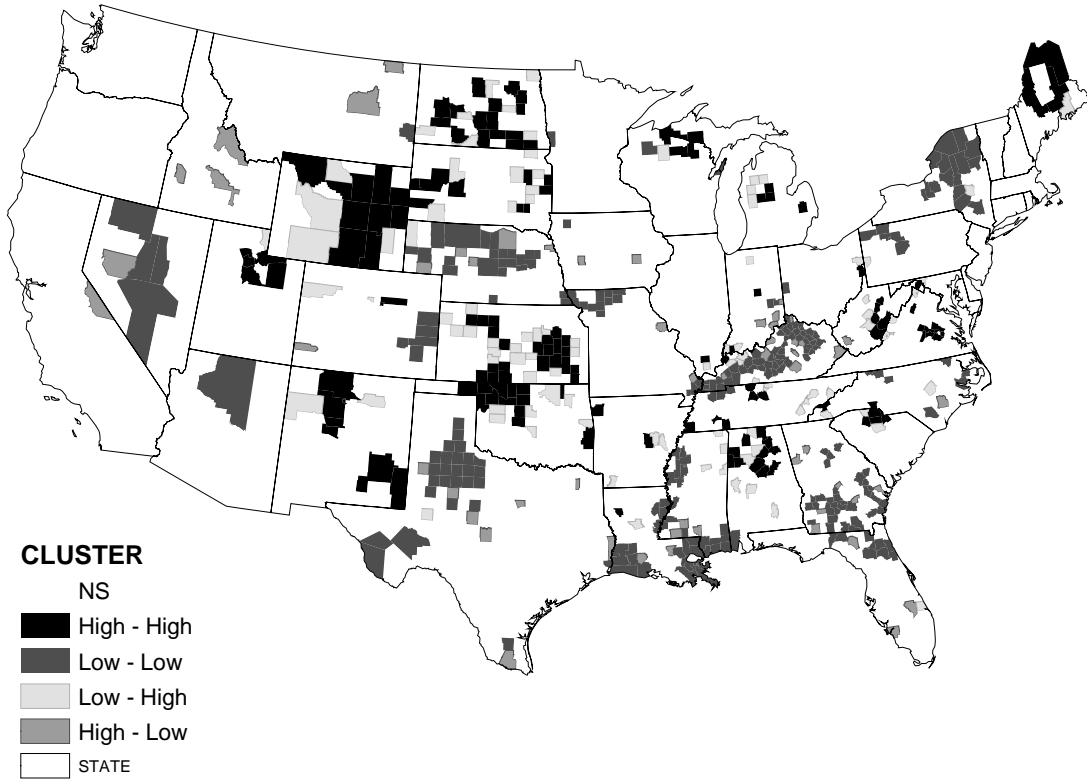 CLUSTER
NS
High - High
Low - Low
Low - High
High - Low
STATE